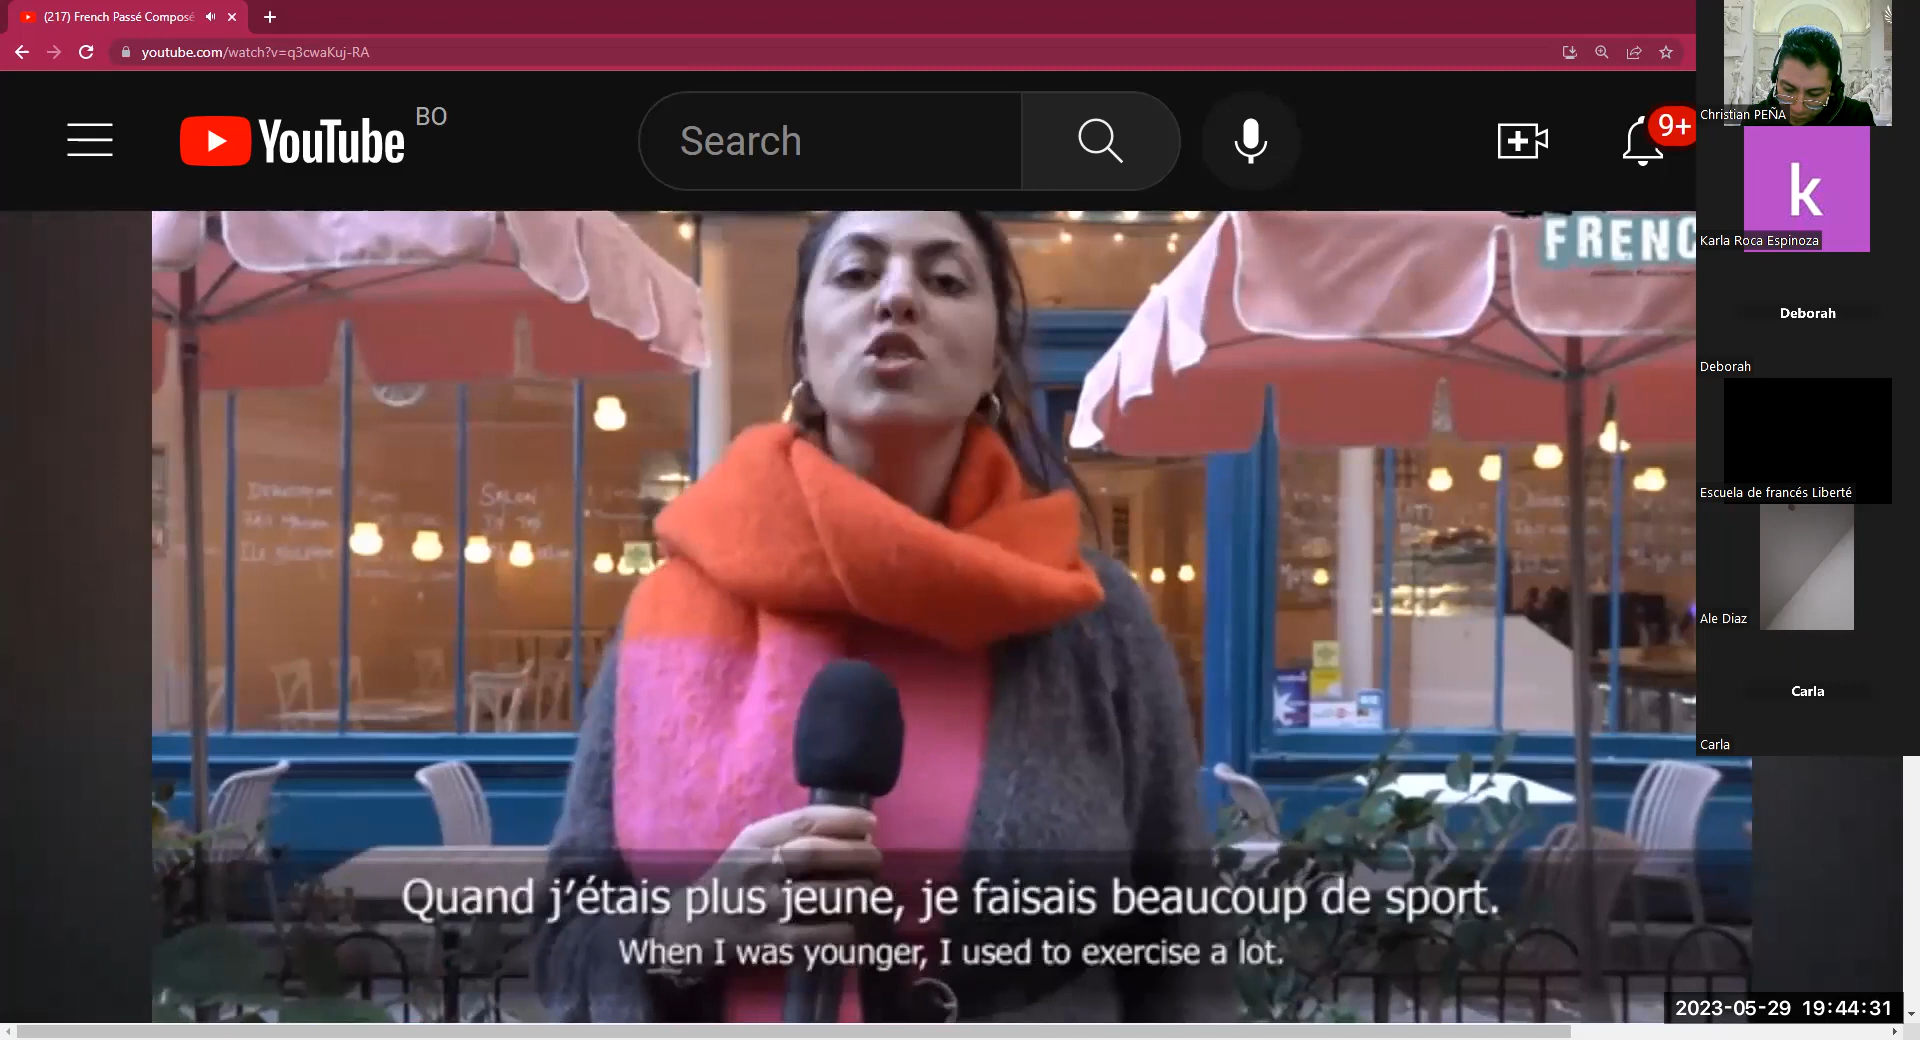 (217) French Passé Composé
youtube.com/watch?v=q3cwaKuj-RA
YouTube BO
Search
9+
FRENC
Christian PEÑA
Karla Roca Espinoza
k
Deborah
Deborah
Escuela de francés Liberté
Ale Diaz
Carla
Carla
SALON
Quand j'étais plus jeune, je faisais beaucoup de sport.
When I was younger, I used to exercise a lot.
2023-05-29 19:44:31